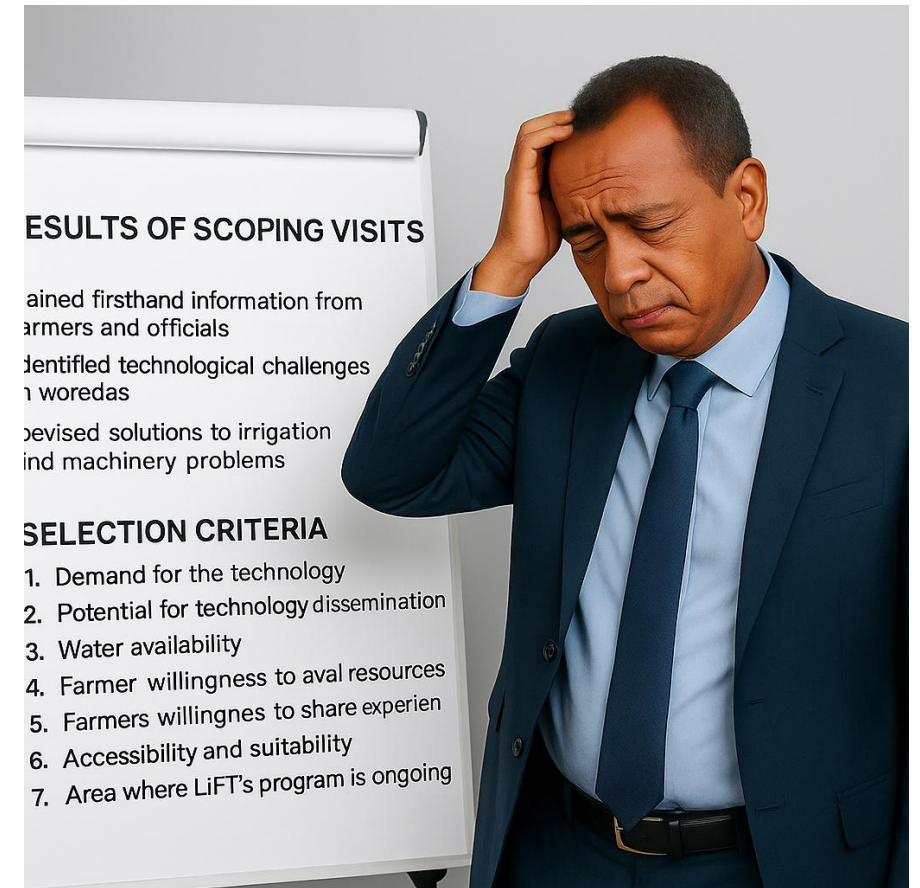 ESULTS OF SCOPING VISITS
ained firsthand information from
armers and officials
dentifled technological challenges
n woredas
oevised solutions to irrigation
ind machinery problems
SELECTION CRITERIA
1. Demand for the technology
2. Potential for technology dissemination
3. Water availability
4. Farmer willingness to aval resources
5. Farmers willingnes to share experien
6. Accessibility and suitability
7. Area where LiFT's program is ongoing